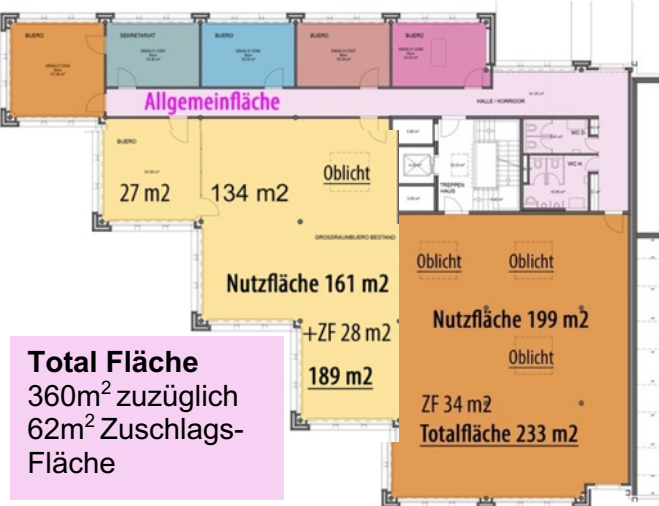 BUERO
SEKRETARIAT
BUERO
BUERO
BUERO
Allgemeinfläche
HALLE / KORRIDOR
BUERO
27 m2
134 m2
Oblicht
GROSSRAUMBUERO BESTAND
TREPPEN
HAUS
WC D.
WC H.
Nutzfläche 161 m2
+ZF 28 m2
189 m2
Oblicht
Oblicht
Nutzfläche 199 m2
Oblicht
ZF 34 m2
Totalfläche 233 m2
Total Fläche
360m² zuzüglich
62m² Zuschlags-
Fläche